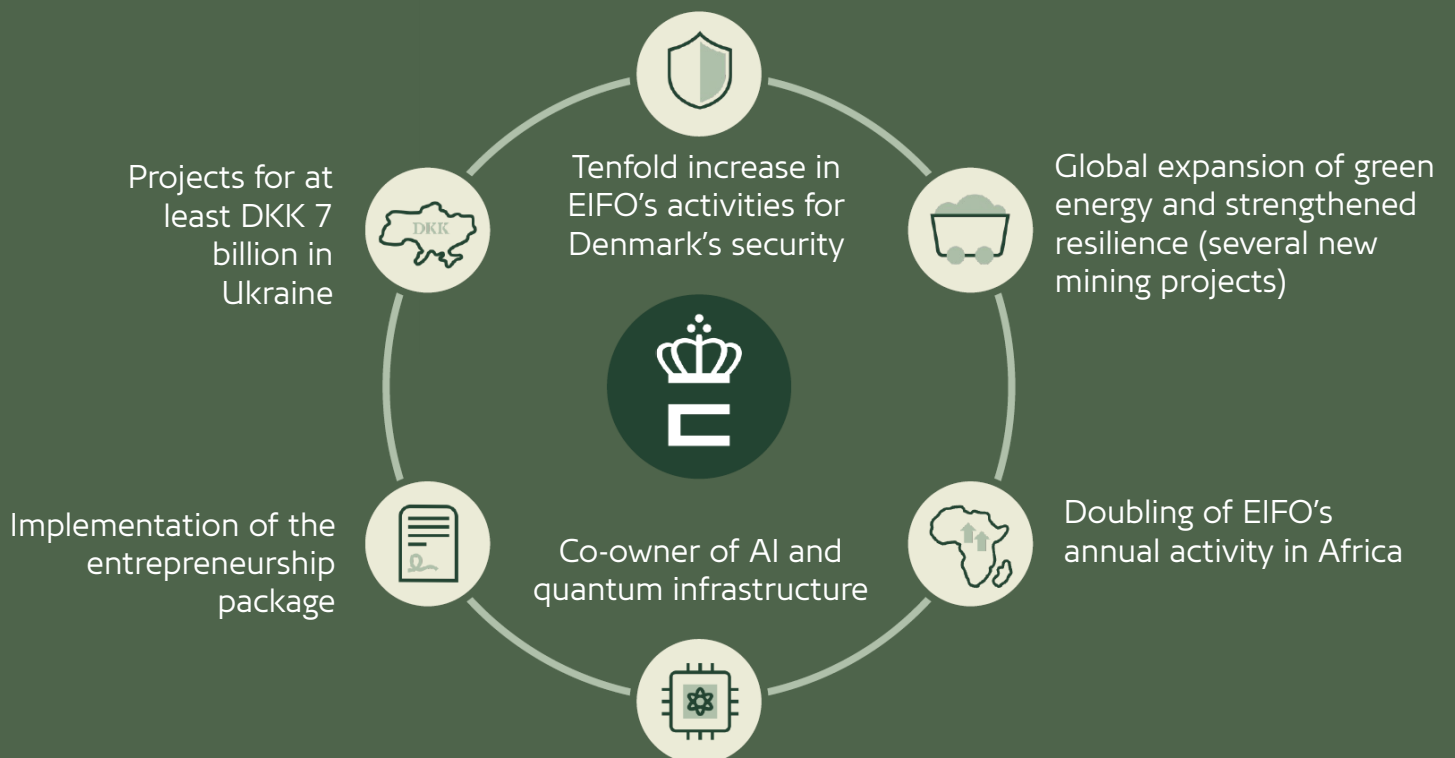 Tenfold increase in
EIFO's activities for
Denmark's security
Global expansion of green
energy and strengthened
resilience (several new
mining projects)
Doubling of EIFO's
annual activity in Africa
Co-owner of AI and
quantum infrastructure
Implementation of the
entrepreneurship
package
Projects for at
least DKK 7
billion in
Ukraine
DKK